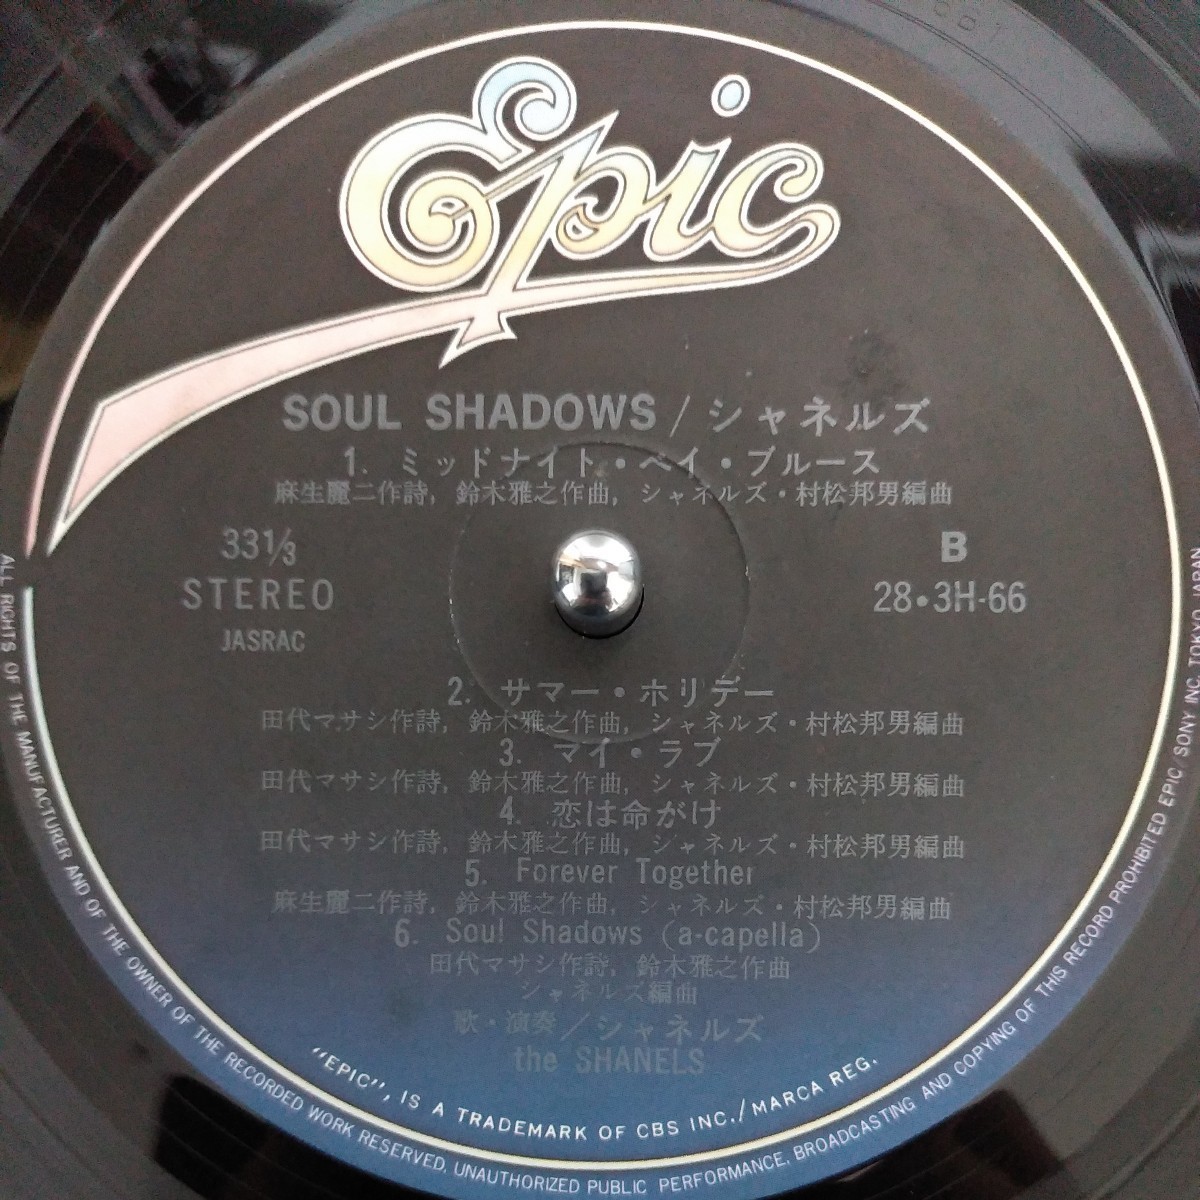 Epic
SOUL SHADOWS / シャネルズ
1. ミッドナイト・ベイ・ブルース
麻生麗二作詩, 鈴木雅之作曲, シャネルズ・村松邦男編曲
33⅓
STEREO
JASRAC
B
28・3H-66
2. サマー・ホリデー
田代マサシ作詩, 鈴木雅之作曲, シャネルズ・村松邦男編曲
3. マイ・ラブ
田代マサシ作詩, 鈴木雅之作曲, シャネルズ・村松邦男編曲
4. 恋は命がけ
田代マサシ作詩, 鈴木雅之作曲, シャネルズ・村松邦男編曲
5. Forever Together
麻生麗二作詩, 鈴木雅之作曲, シャネルズ・村松邦男編曲
6. Soul Shadows (a-capella)
田代マサシ作詩, 鈴木雅之作曲
シャネルズ編曲
歌・演奏/シャネルズ
the SHANELS
"EPIC", IS A TRADEMARK OF CBS INC./MARCA REG.
ALL RIGHTS OF THE MANUFACTURER AND OF THE OWNER OF THE RECORDED WORK RESERVED. UNAUTHORIZED PUBLIC PERFORMANCE. BROADCASTING AND COPYING OF THIS RECORD PROHIBITED EPIC/SONY INC. TOKYO JAPAN